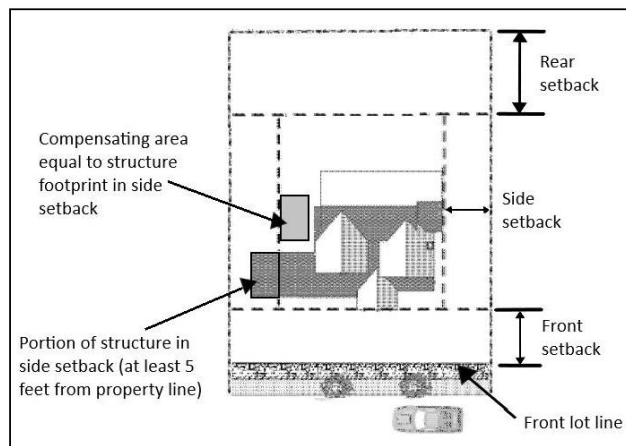 Rear
setback
Compensating area
equal to structure
footprint in side
setback
Side
setback
Front
setback
Portion of structure in
side setback (at least 5
feet from property line)
Front lot line